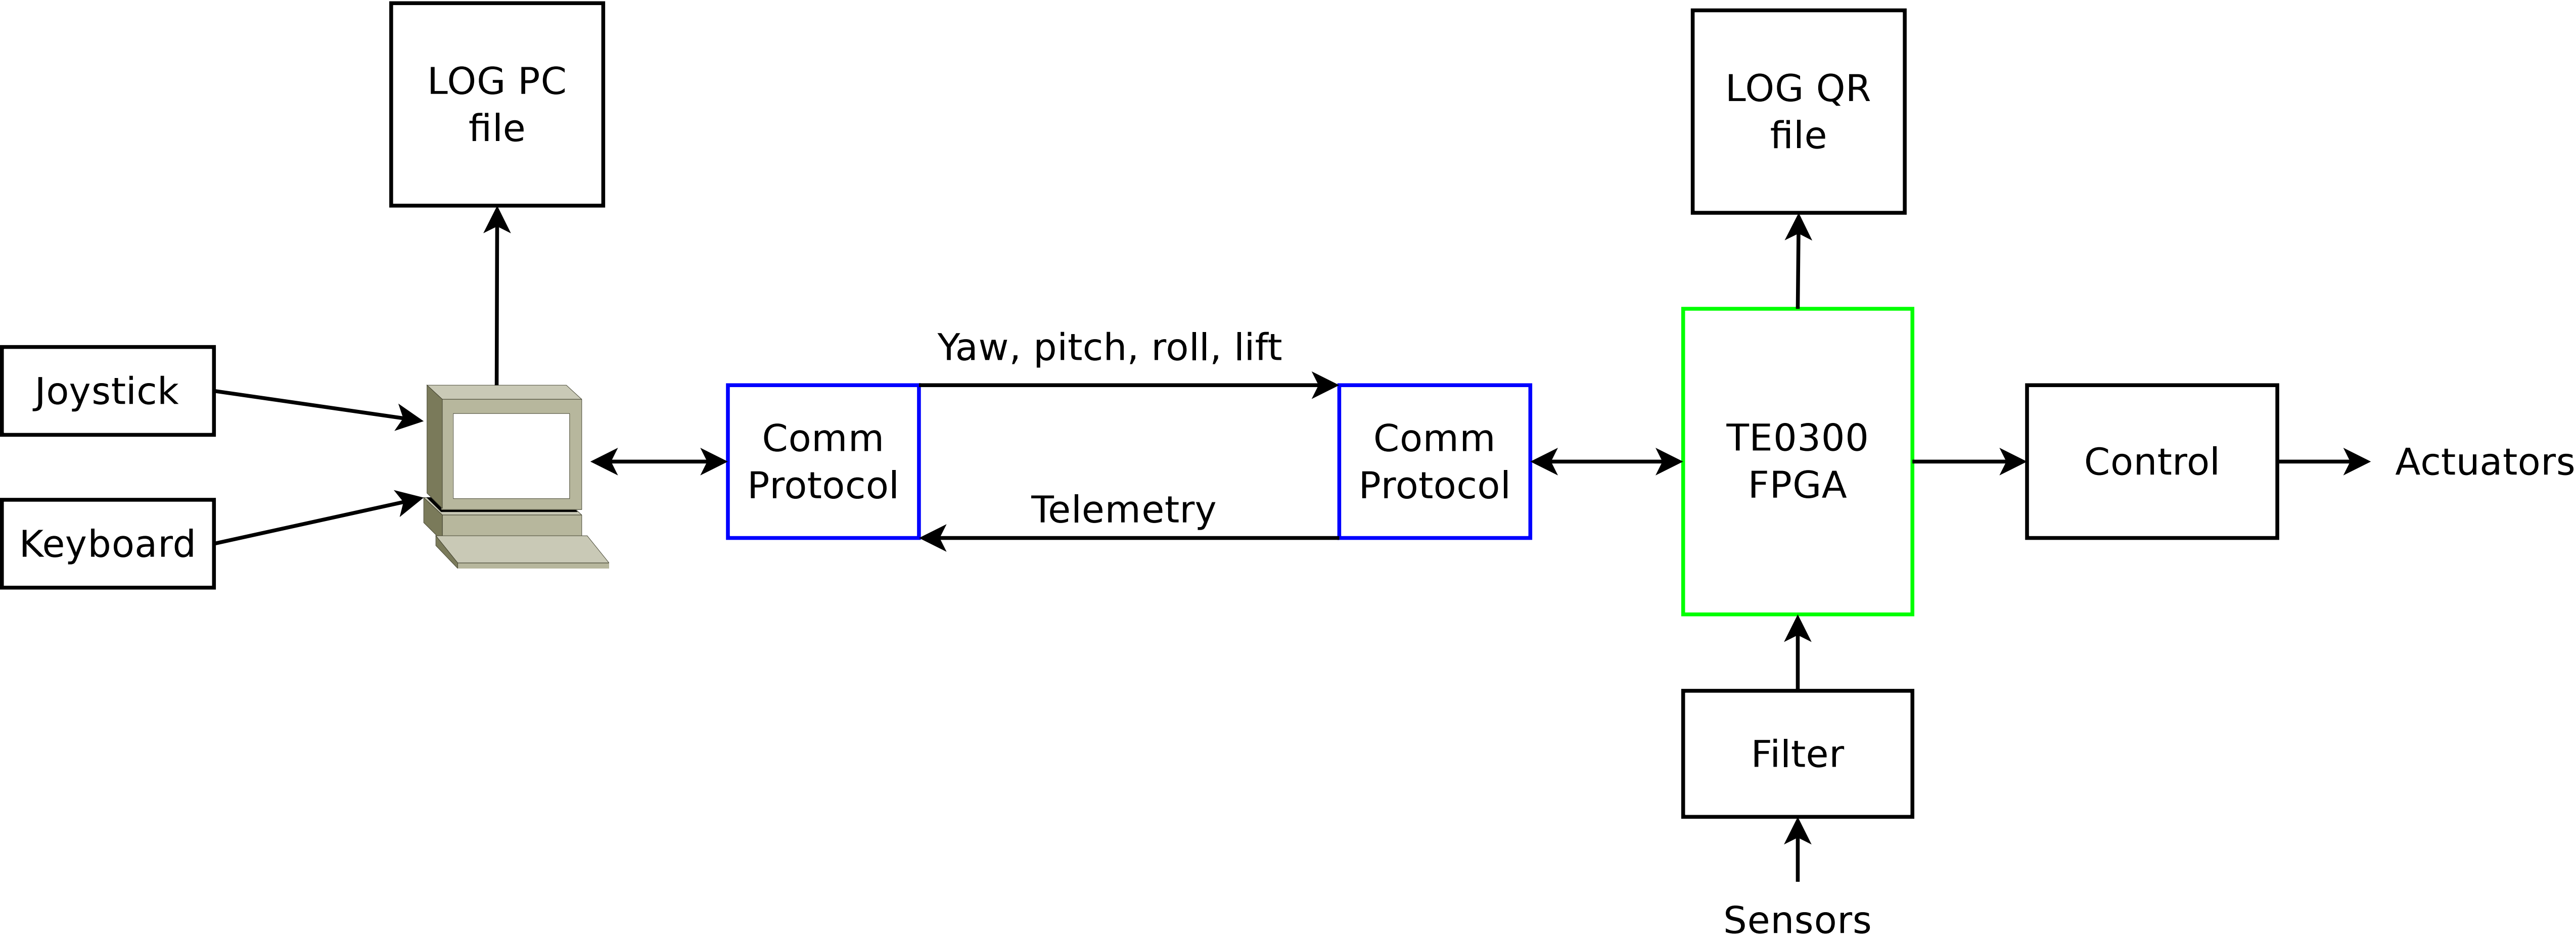 LOG PC
file
LOG QR
file
Joystick
Keyboard
Yaw, pitch, roll, lift
Comm
Protocol
Telemetry
Comm
Protocol
TE0300
FPGA
Control
Actuators
Filter
Sensors